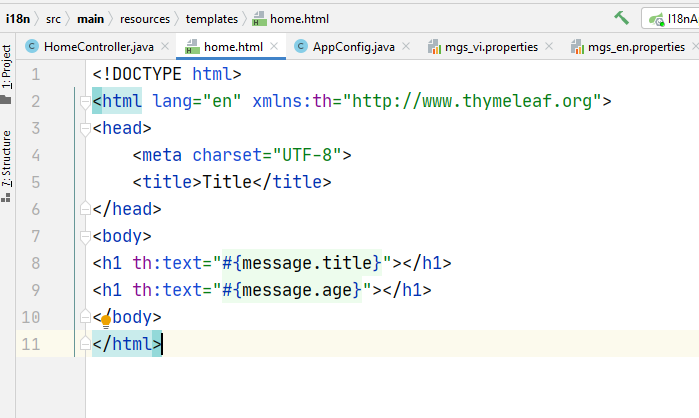 i18n › src › main › resources › templates › home.html
I18nA
HomeController.java × home.html × AppConfig.java × mgs_vi.properties × mgs_en.properties ×
1: Project
7: Structure
1 <!DOCTYPE html>
2 <html lang="en" xmlns:th="http://www.thymeleaf.org">
3 <head>
4     <meta charset="UTF-8">
5     <title>Title</title>
6 </head>
7 <body>
8 <h1 th:text="#{message.title}"></h1>
9 <h1 th:text="#{message.age}"></h1>
10 </body>
11 </html>